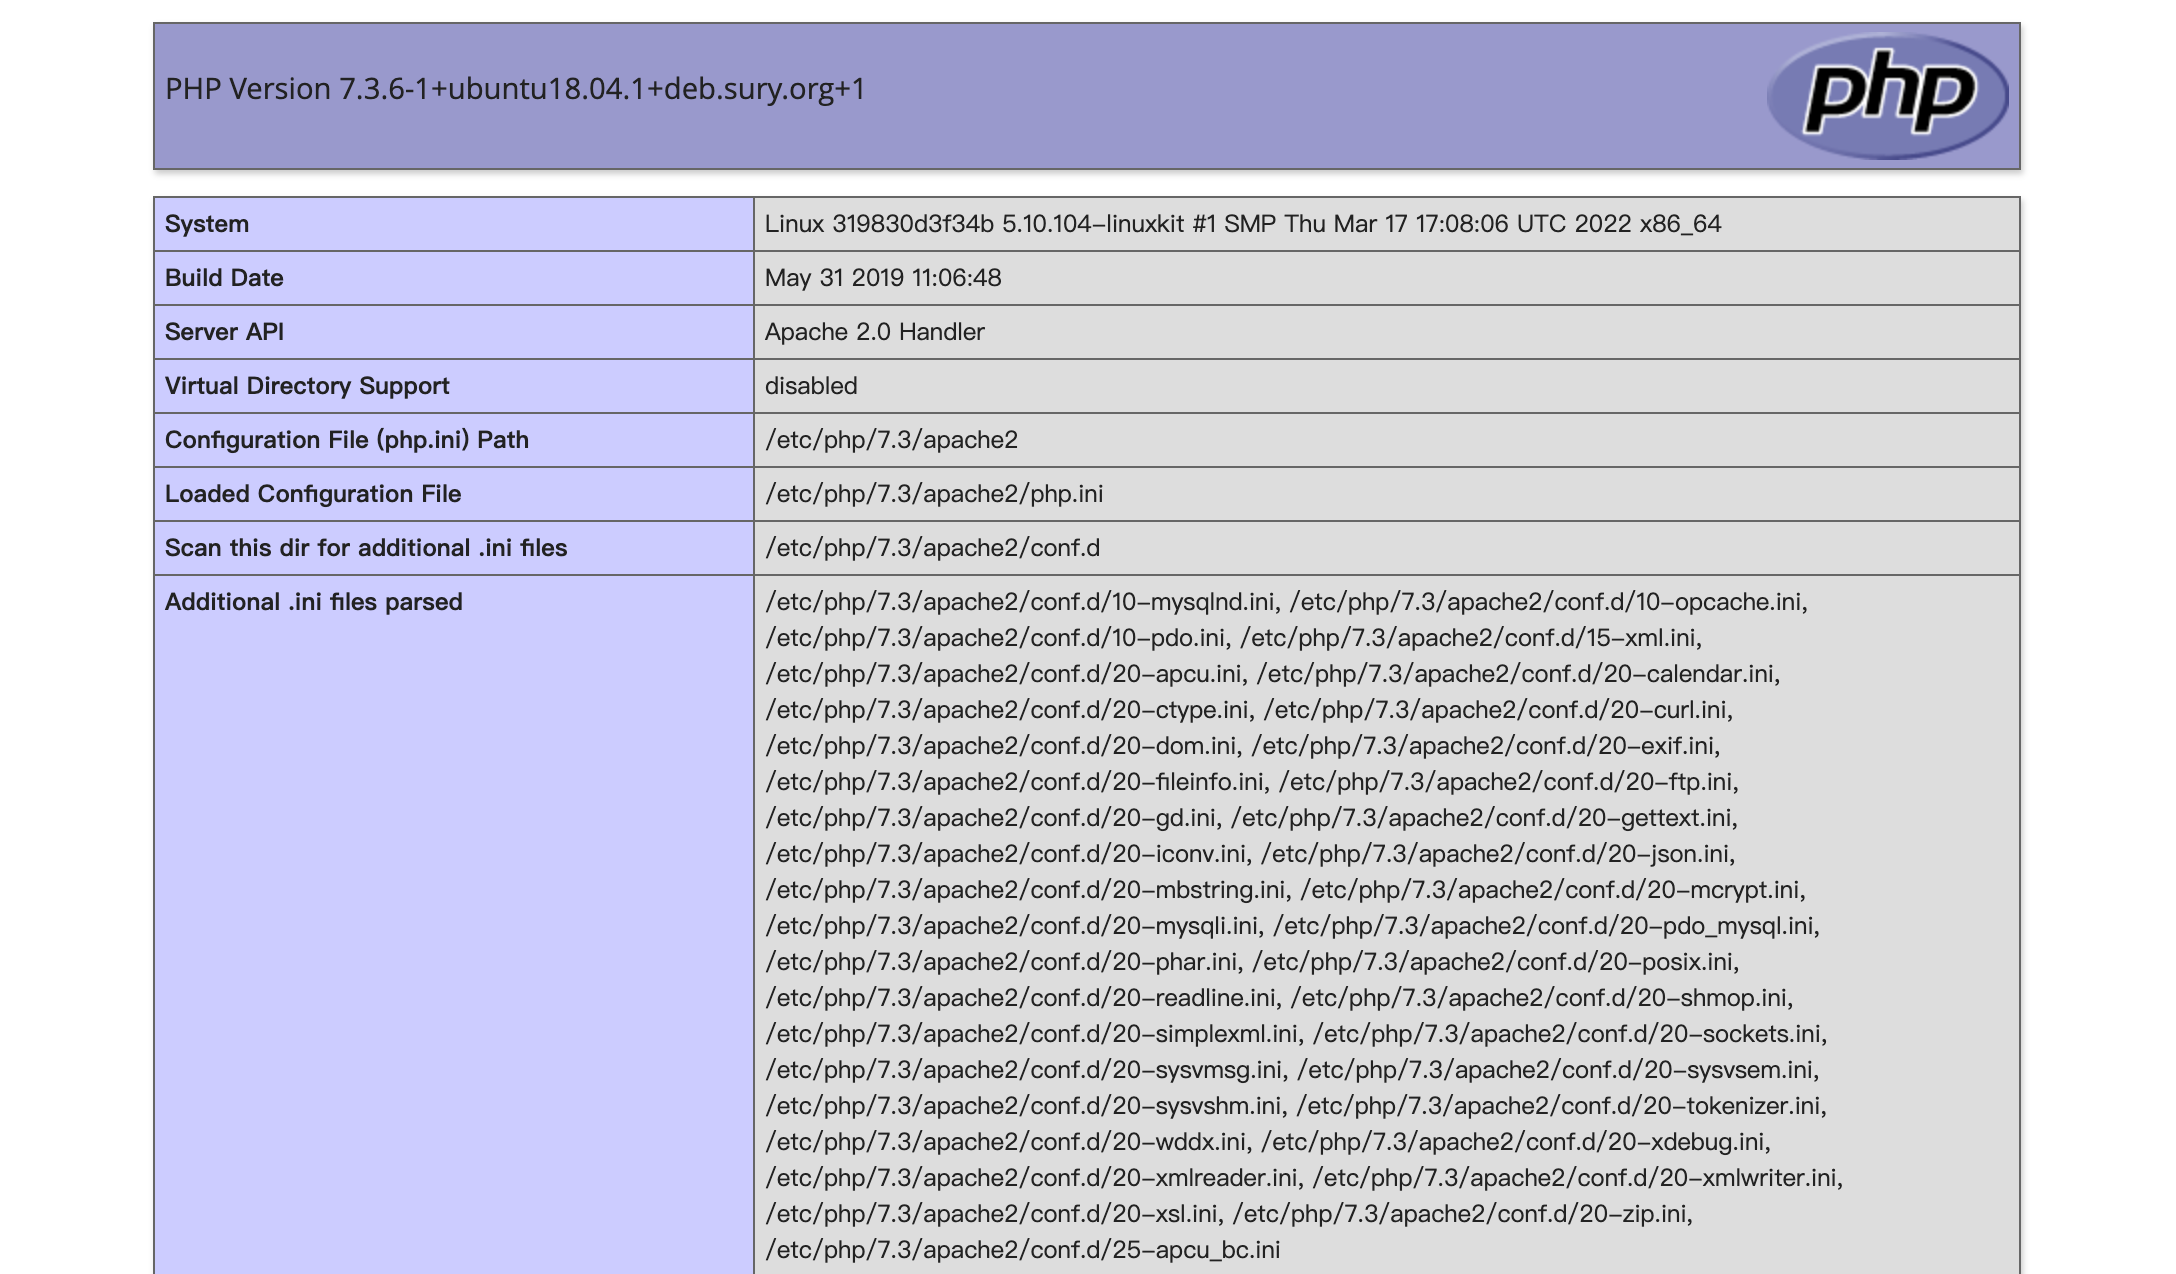 PHP Version 7.3.6-1+ubuntu18.04.1+deb.sury.org+1
php
System
Linux 319830d3f34b 5.10.104-linuxkit #1 SMP Thu Mar 17 17:08:06 UTC 2022 x86_64
Build Date
May 31 2019 11:06:48
Server API
Apache 2.0 Handler
Virtual Directory Support
disabled
Configuration File (php.ini) Path
/etc/php/7.3/apache2
Loaded Configuration File
/etc/php/7.3/apache2/php.ini
Scan this dir for additional .ini files
/etc/php/7.3/apache2/conf.d
Additional .ini files parsed
/etc/php/7.3/apache2/conf.d/10-mysqlnd.ini, /etc/php/7.3/apache2/conf.d/10-opcache.ini,
/etc/php/7.3/apache2/conf.d/10-pdo.ini, /etc/php/7.3/apache2/conf.d/15-xml.ini,
/etc/php/7.3/apache2/conf.d/20-apcu.ini, /etc/php/7.3/apache2/conf.d/20-calendar.ini,
/etc/php/7.3/apache2/conf.d/20-ctype.ini, /etc/php/7.3/apache2/conf.d/20-curl.ini,
/etc/php/7.3/apache2/conf.d/20-dom.ini, /etc/php/7.3/apache2/conf.d/20-exif.ini,
/etc/php/7.3/apache2/conf.d/20-fileinfo.ini, /etc/php/7.3/apache2/conf.d/20-ftp.ini,
/etc/php/7.3/apache2/conf.d/20-gd.ini, /etc/php/7.3/apache2/conf.d/20-gettext.ini,
/etc/php/7.3/apache2/conf.d/20-iconv.ini, /etc/php/7.3/apache2/conf.d/20-json.ini,
/etc/php/7.3/apache2/conf.d/20-mbstring.ini, /etc/php/7.3/apache2/conf.d/20-mcrypt.ini,
/etc/php/7.3/apache2/conf.d/20-mysqli.ini, /etc/php/7.3/apache2/conf.d/20-pdo_mysql.ini,
/etc/php/7.3/apache2/conf.d/20-phar.ini, /etc/php/7.3/apache2/conf.d/20-posix.ini,
/etc/php/7.3/apache2/conf.d/20-readline.ini, /etc/php/7.3/apache2/conf.d/20-shmop.ini,
/etc/php/7.3/apache2/conf.d/20-simplexml.ini, /etc/php/7.3/apache2/conf.d/20-sockets.ini,
/etc/php/7.3/apache2/conf.d/20-sysvmsg.ini, /etc/php/7.3/apache2/conf.d/20-sysvsem.ini,
/etc/php/7.3/apache2/conf.d/20-sysvshm.ini, /etc/php/7.3/apache2/conf.d/20-tokenizer.ini,
/etc/php/7.3/apache2/conf.d/20-wddx.ini, /etc/php/7.3/apache2/conf.d/20-xdebug.ini,
/etc/php/7.3/apache2/conf.d/20-xmlreader.ini, /etc/php/7.3/apache2/conf.d/20-xmlwriter.ini,
/etc/php/7.3/apache2/conf.d/20-xsl.ini, /etc/php/7.3/apache2/conf.d/20-zip.ini,
/etc/php/7.3/apache2/conf.d/25-apcu_bc.ini